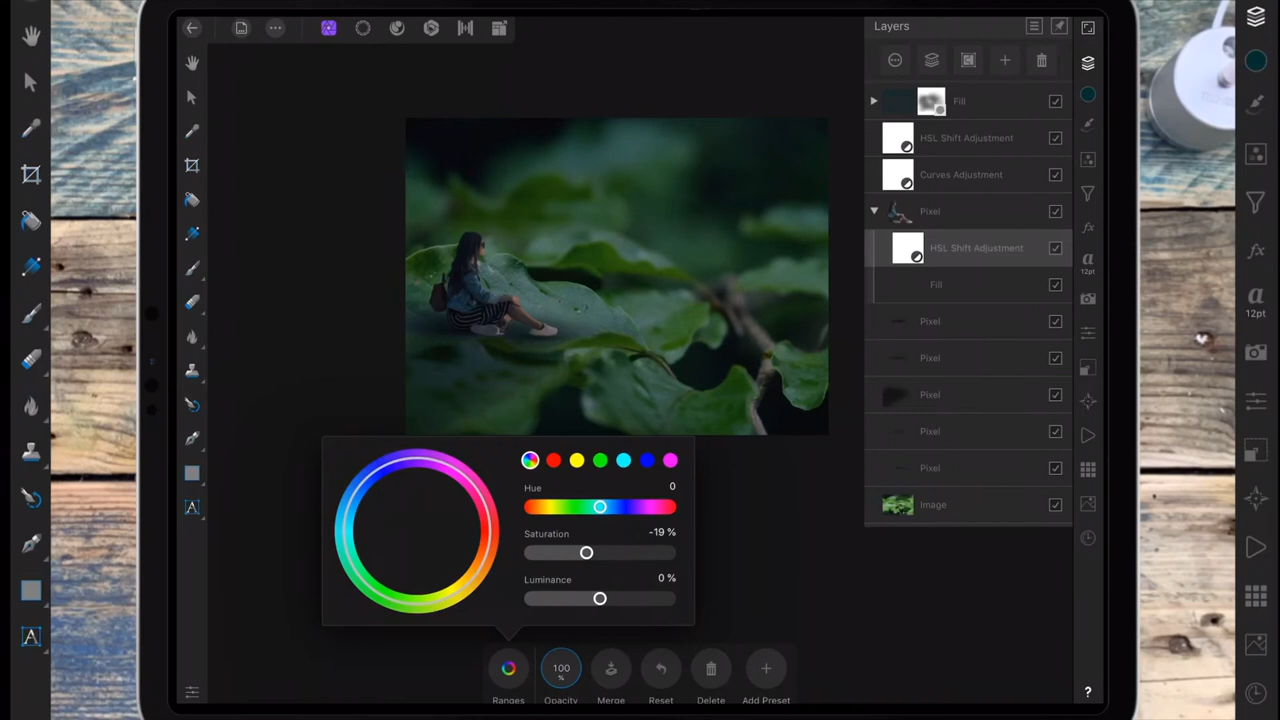 Layers
Fill
HSL Shift Adjustment
Curves Adjustment
Pixel
HSL Shift Adjustment
Fill
Pixel
Pixel
Pixel
Pixel
Pixel
Image
a
12pt
a
12pt
A
A
Hue
0
Saturation
-19 %
Luminance
0 %
100
%
Ranges
Opacity
Merge
Reset
Delete
Add Preset
?